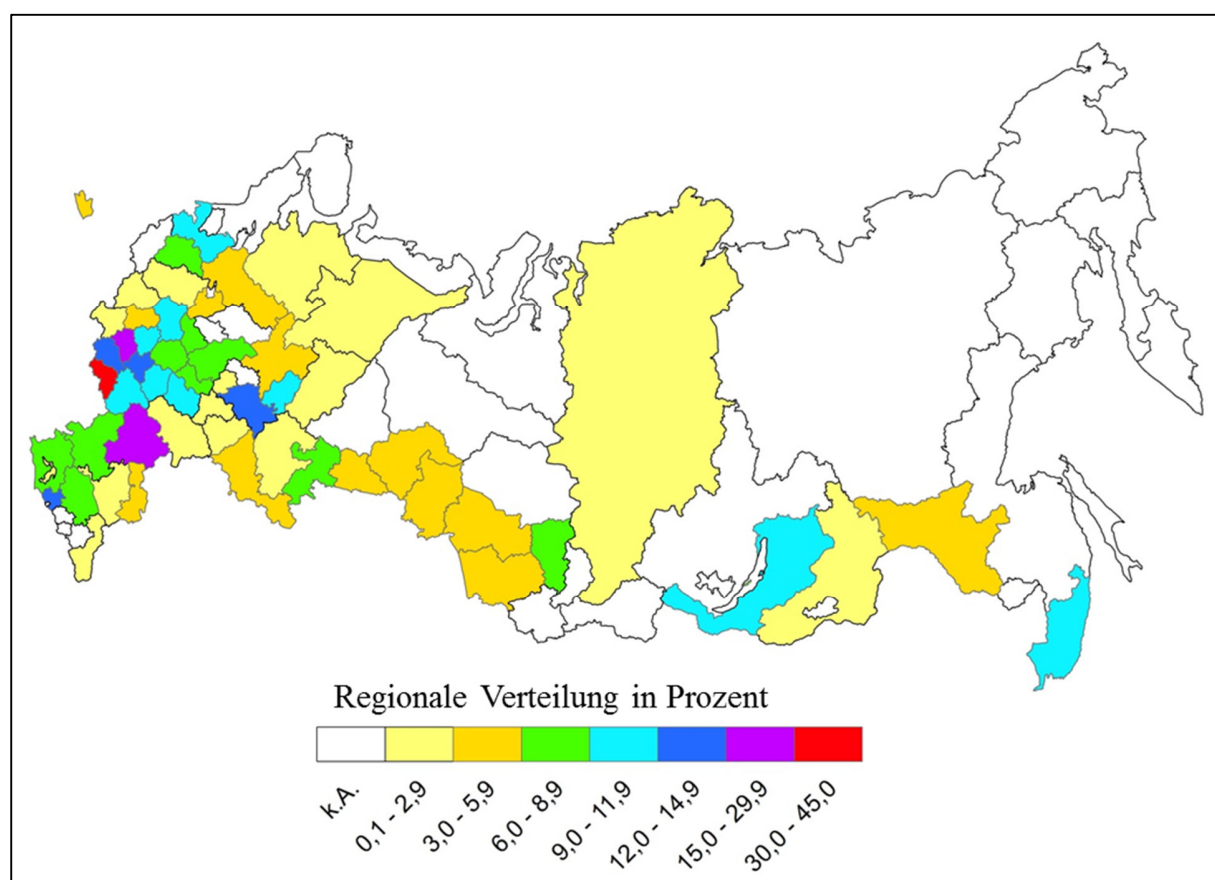 Regionale Verteilung in Prozent
k.A.
0,1 - 2,9
3,0 - 5,9
6,0 - 8,9
9,0 - 11,9
12,0 - 14,9
15,0 - 29,9
30,0 - 45,0